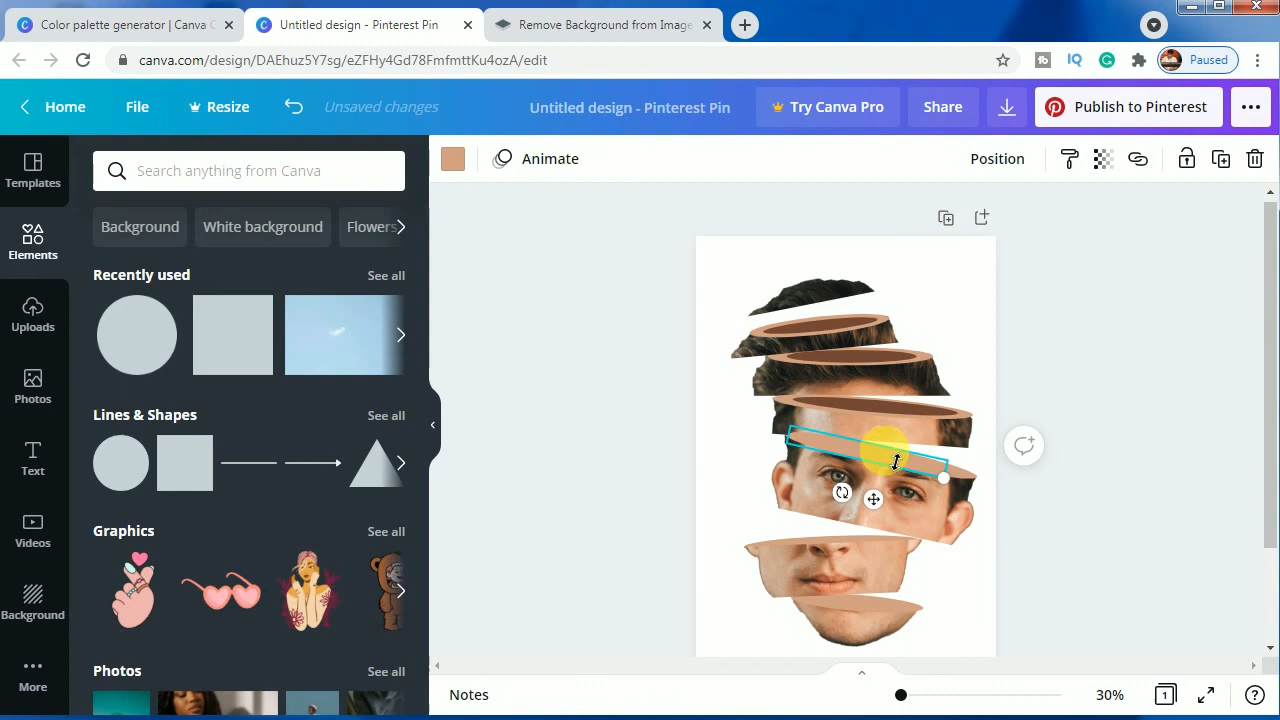 Color palette generator | Canva C
Untitled design - Pinterest Pin
Remove Background from Image
canva.com/design/DAEhuz5Y7sg/eZFHy4Gd78FmfmtbKu4ozA/edit
Paused
Home
File
Resize
Unsaved changes
Untitled design - Pinterest Pin
Try Canva Pro
Share
Publish to Pinterest
Templates
Elements
Uploads
Photos
Text
Videos
Background
More
Search anything from Canva
Background
White background
Flowers
Recently used
See all
Lines & Shapes
See all
Graphics
See all
Photos
See all
Animate
Position
Notes
30%
1